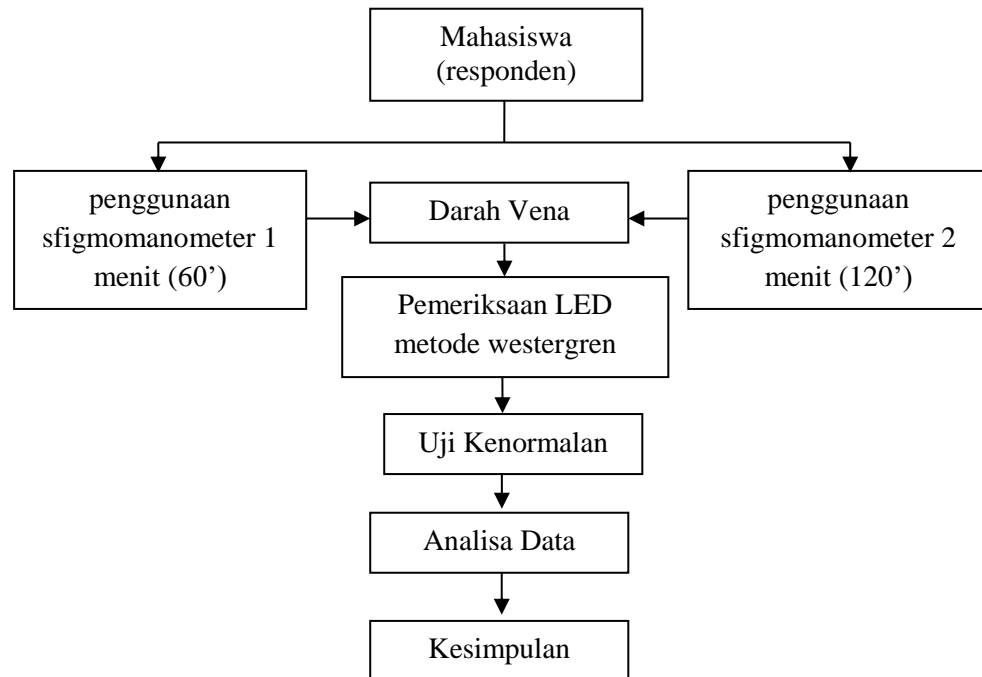 Mahasiswa
(responden)
penggunaan
sfigmomanometer 1
menit (60’)
Darah Vena
penggunaan
sfigmomanometer 2
menit (120’)
Pemeriksaan LED
metode westergren
Uji Kenormalan
Analisa Data
Kesimpulan